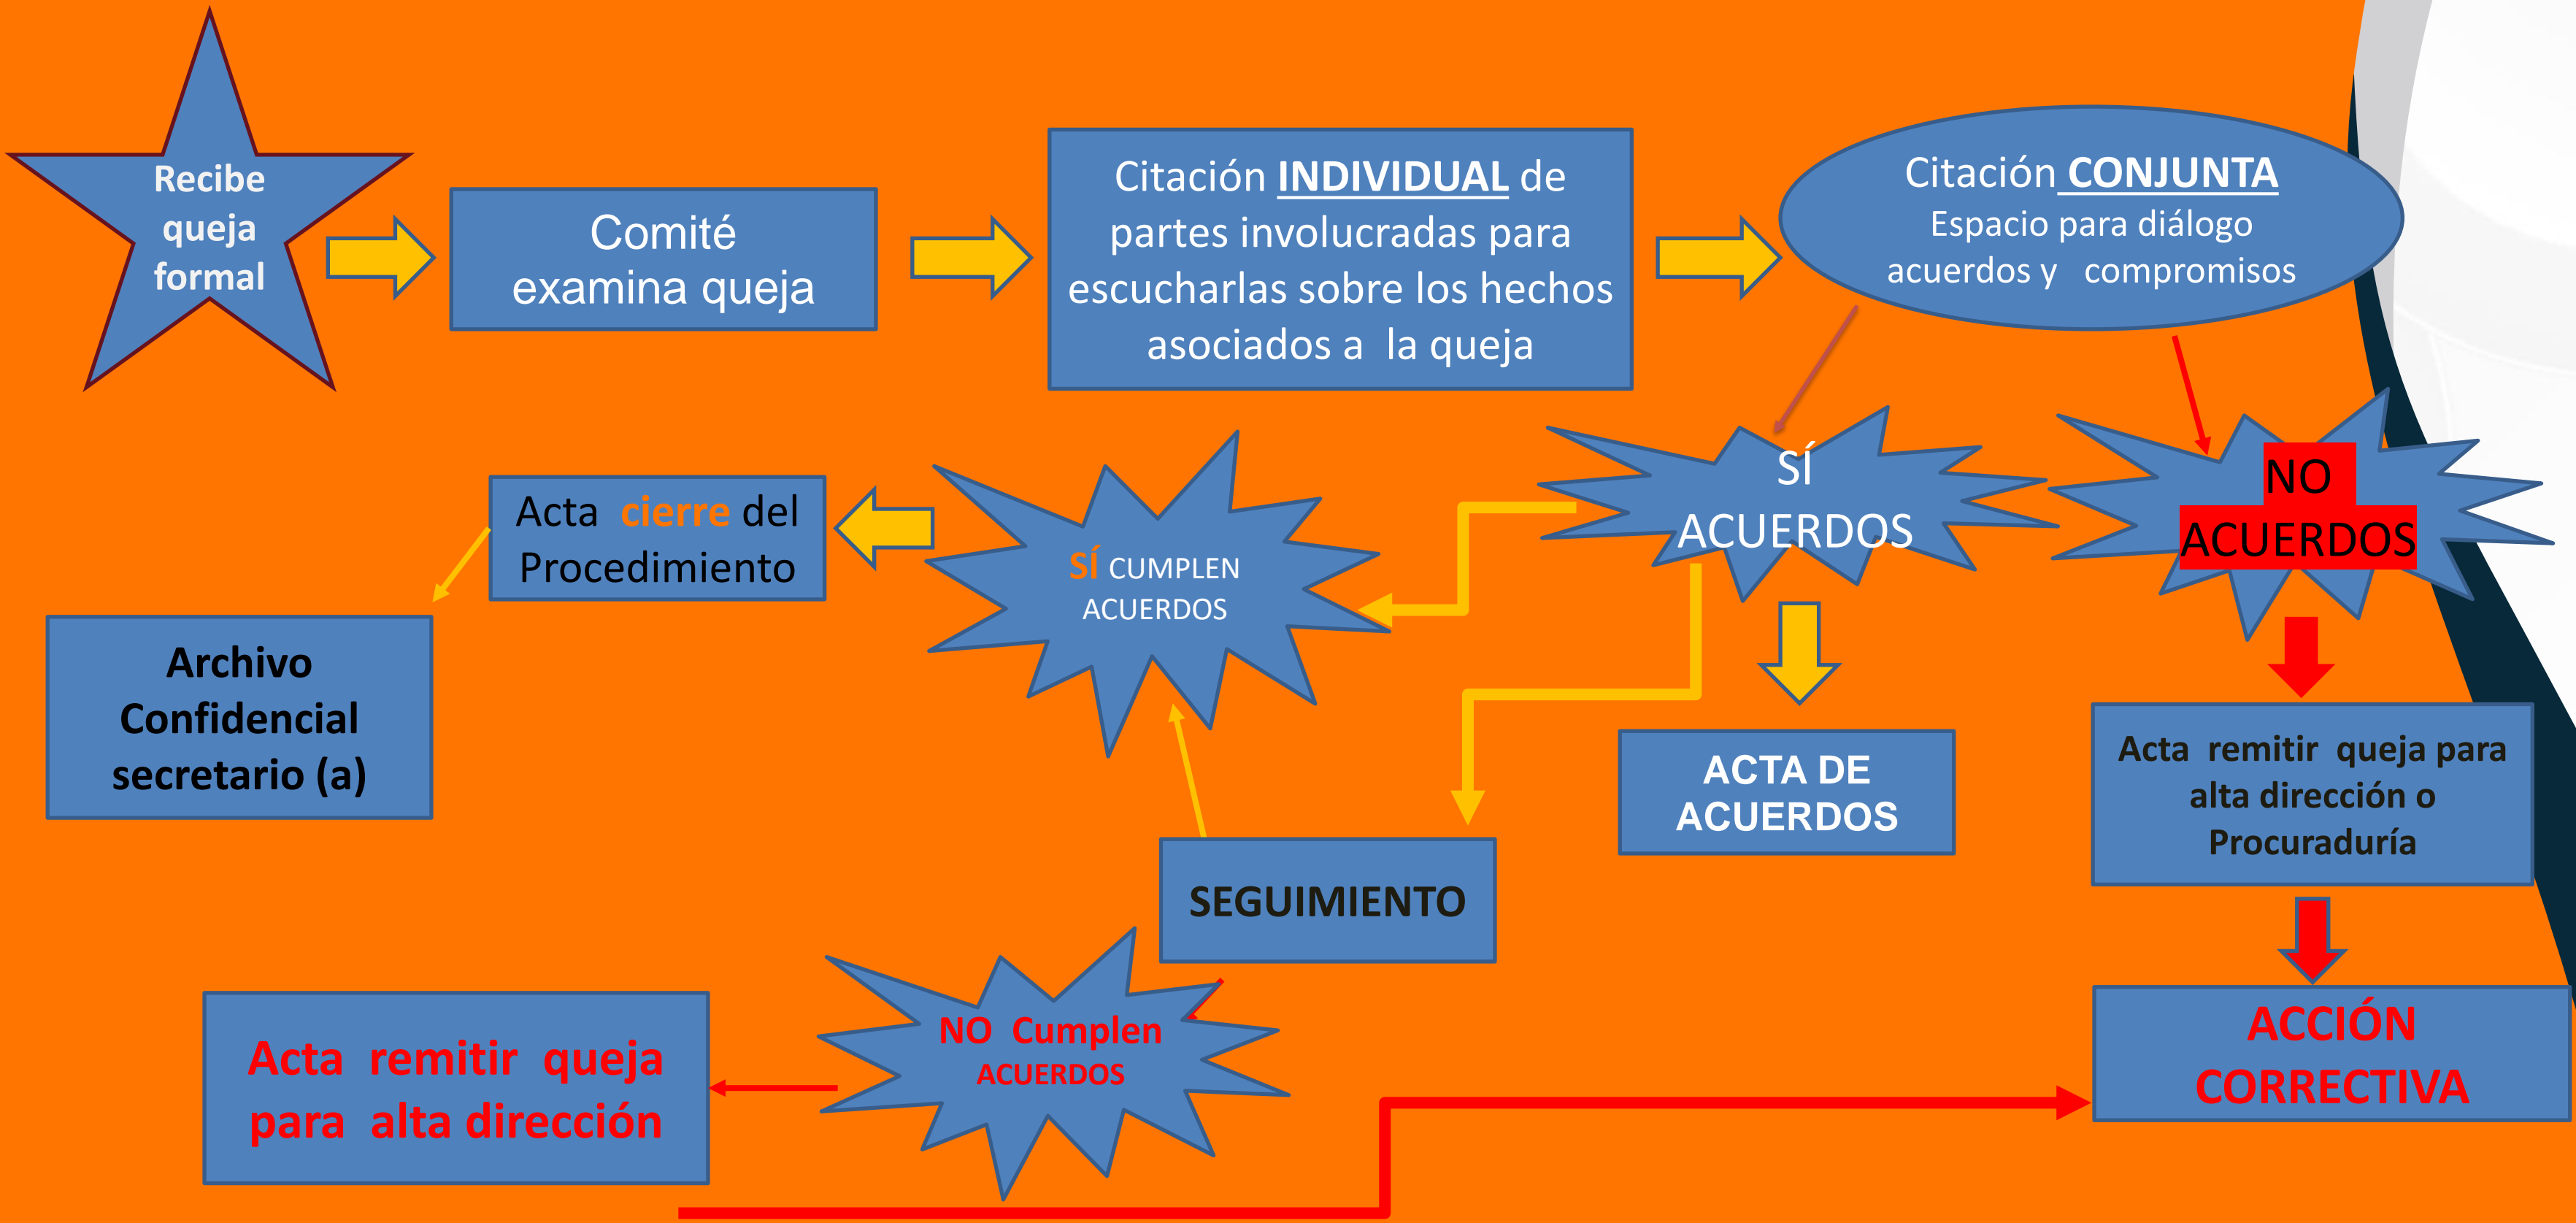 Recibe
queja
formal
Comité
examina queja
Citación INDIVIDUAL de
partes involucradas para
escucharlas sobre los hechos
asociados a la queja
Citación CONJUNTA
Espacio para diálogo
acuerdos y compromisos
SÍ
ACUERDOS
NO
ACUERDOS
SÍ CUMPLEN
ACUERDOS
Acta cierre del
Procedimiento
Archivo
Confidencial
secretario (a)
ACTA DE
ACUERDOS
Acta remitir queja para
alta dirección o
Procuraduría
SEGUIMIENTO
NO Cumplen
ACUERDOS
Acta remitir queja
para alta dirección
ACCIÓN
CORRECTIVA